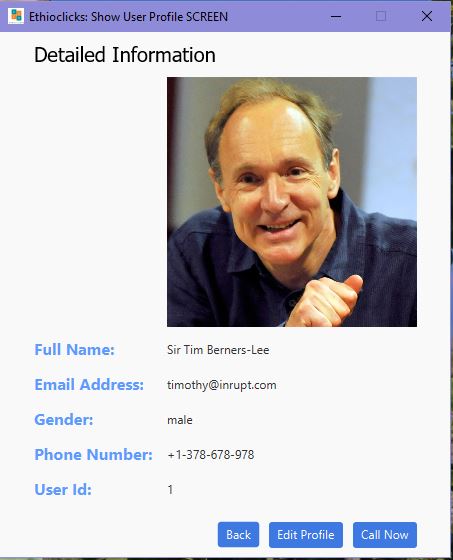 Ethioclicks: Show User Profile SCREEN
Detailed Information
Full Name: Sir Tim Berners-Lee
Email Address: timothy@inrupt.com
Gender: male
Phone Number: +1-378-678-978
User Id: 1
Back Edit Profile Call Now